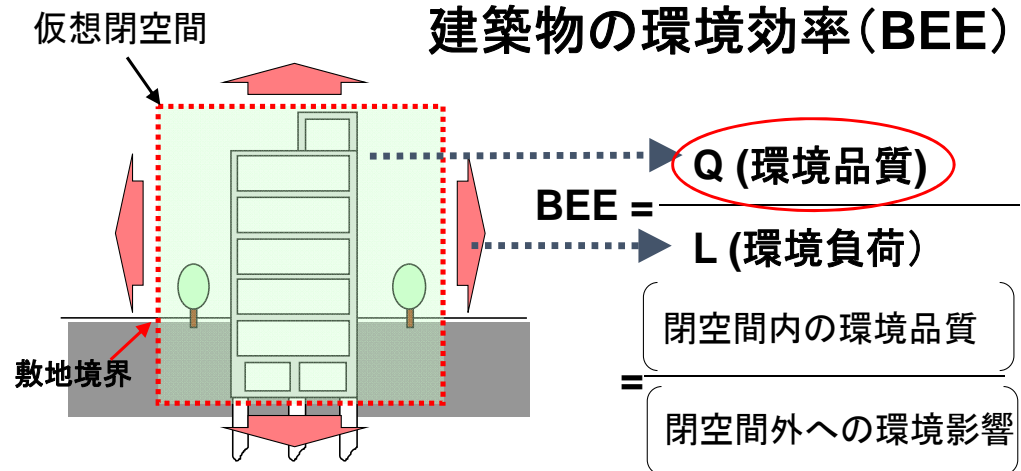 仮想閉空間
建築物の環境効率(BEE)
Q (環境品質)
BEE =
L (環境負荷)
敷地境界
=
閉空間内の環境品質
閉空間外への環境影響